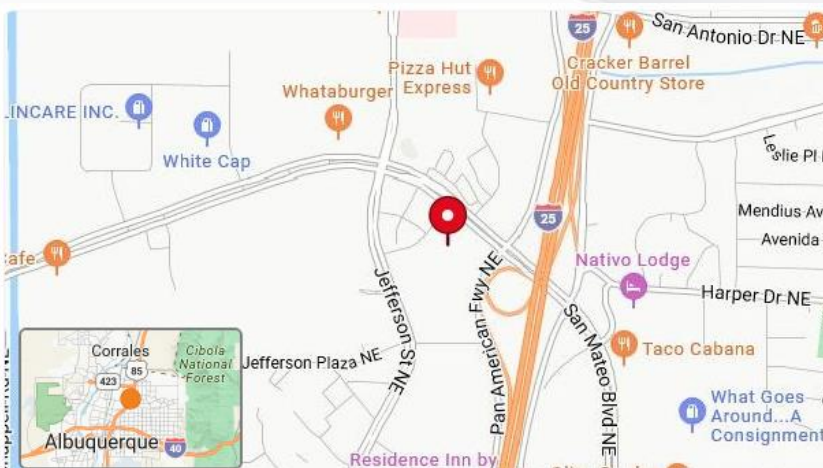 25
San Antonio Dr NE
Cracker Barrel
Old Country Store
Pizza Hut
Express
Whataburger
LINCARE INC.
White Cap
Leslie Pl
25
Mendius Av
Avenida
afe
Nativo Lodge
Harper Dr NE
Jefferson St NE
Pan American Fwy NE
San Mateo Blvd NE
Taco Cabana
Jefferson Plaza NE
What Goes
Around...A
Consignment
Residence Inn by
Corrales
Cibola
National
Forest
85
423
Albuquerque
40